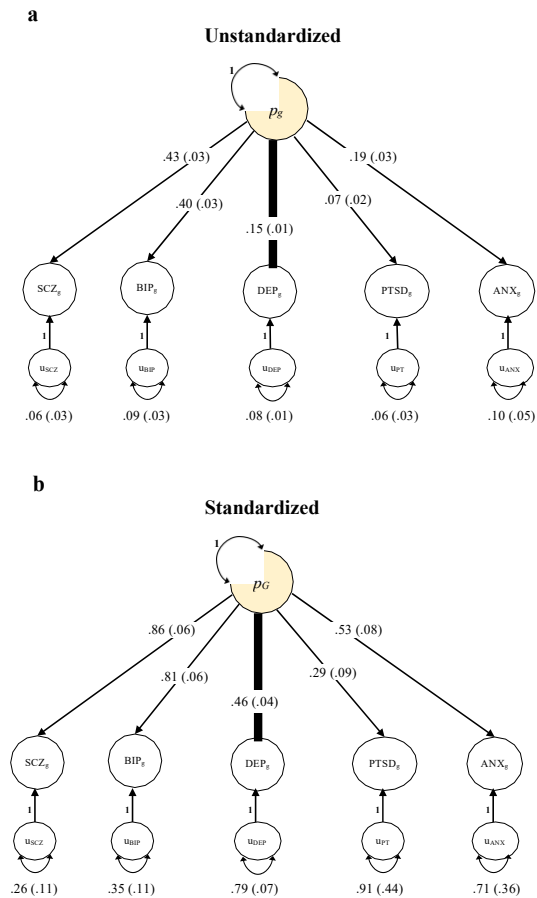 a
Unstandardized
1
pg
.43 (.03)
.19 (.03)
.40 (.03)
.07 (.02)
.15 (.01)
SCZg
BIPg
DEPg
PTSDg
ANXg
1
1
1
1
1
uSCZ
uBIP
uDEP
uPT
uANX
.06 (.03)
.09 (.03)
.08 (.01)
.06 (.03)
.10 (.05)
b
Standardized
1
pG
.86 (.06)
.53 (.08)
.81 (.06)
.29 (.09)
.46 (.04)
SCZg
BIPg
DEPg
PTSDg
ANXg
1
1
1
1
1
uSCZ
uBIP
uDEP
uPT
uANX
.26 (.11)
.35 (.11)
.79 (.07)
.91 (.44)
.71 (.36)